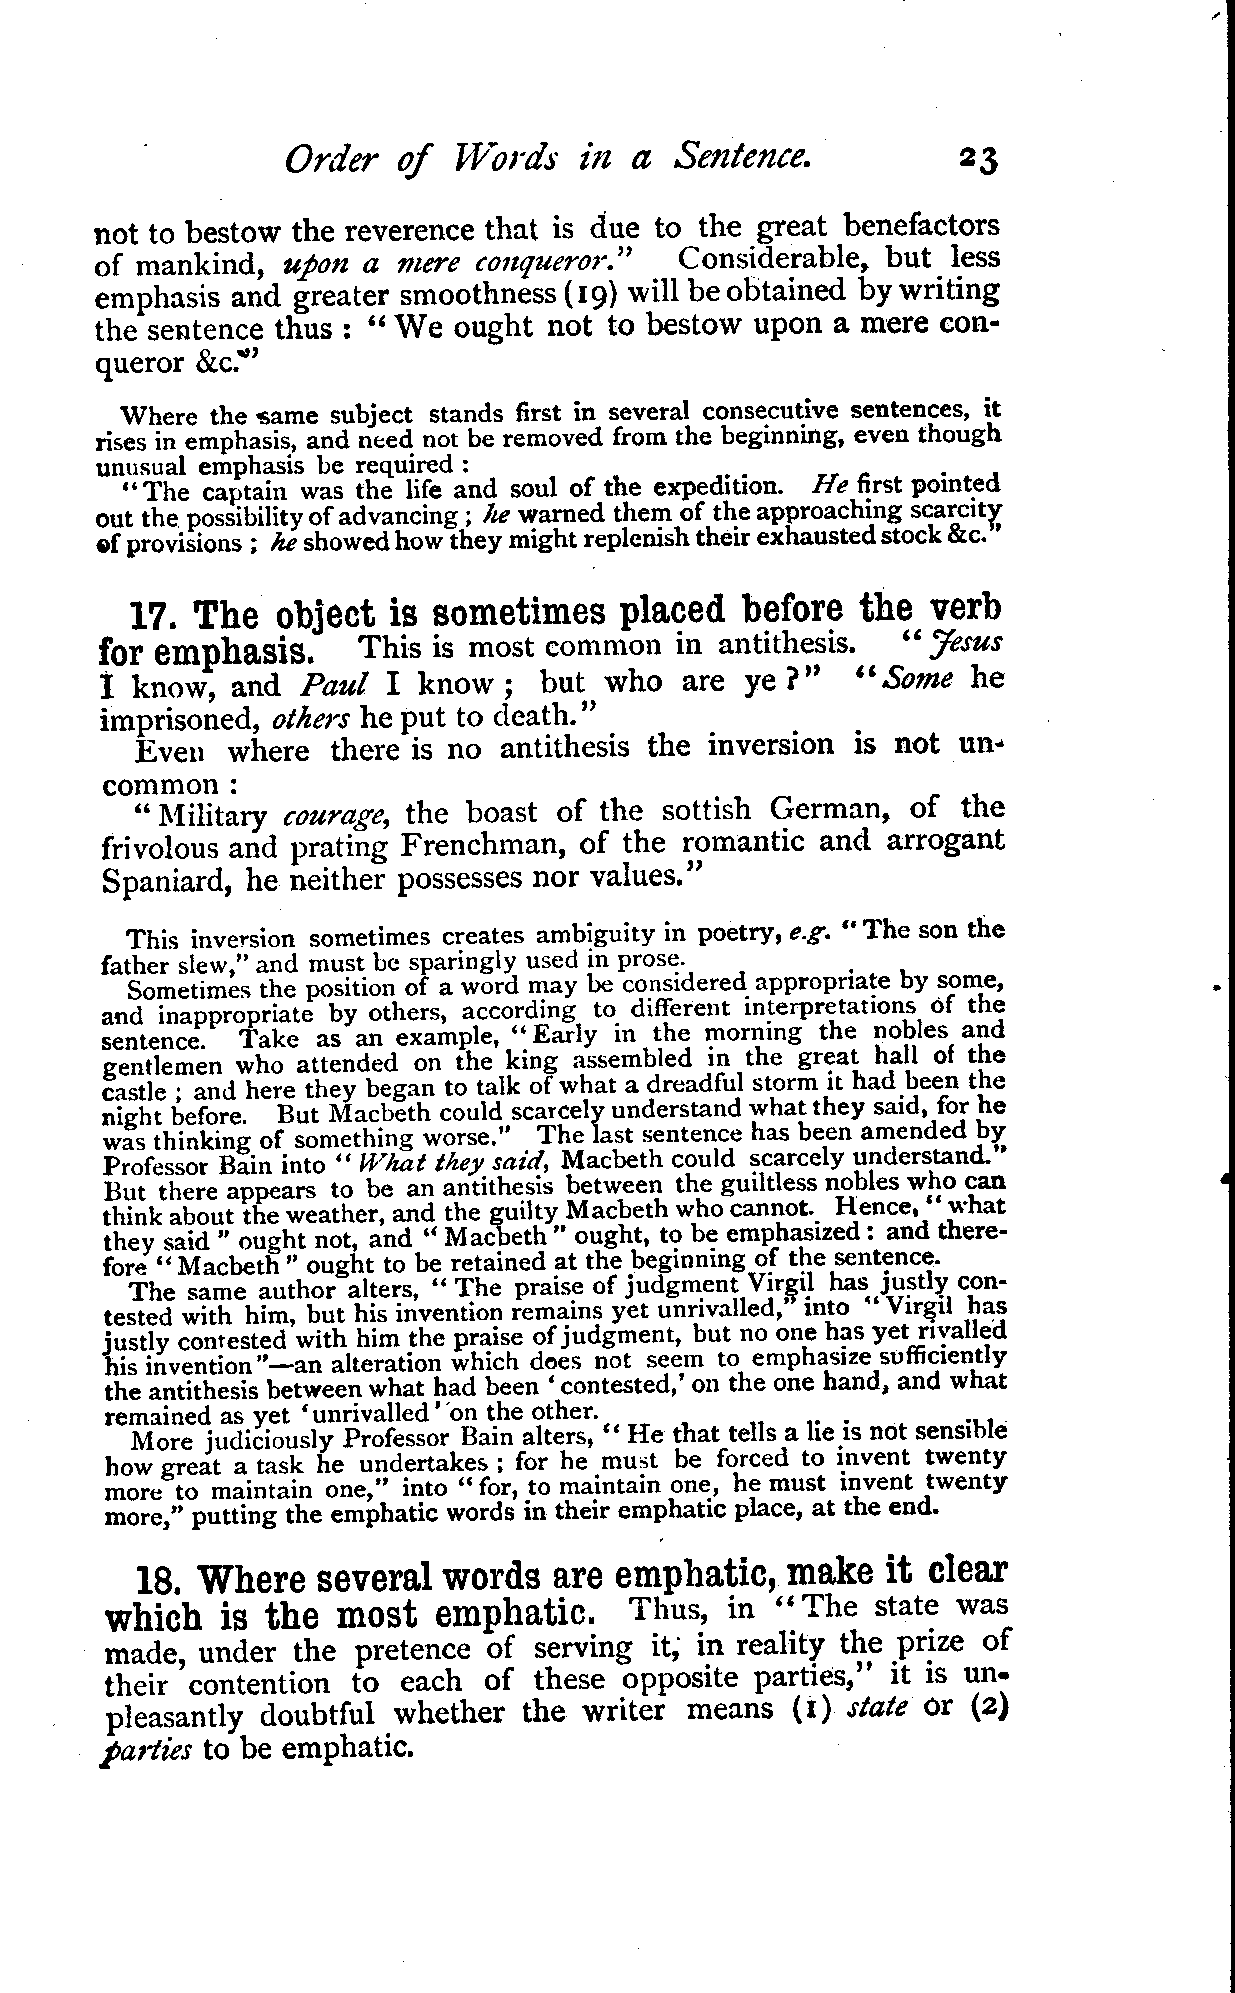 Order of Words in a Sentence. 23
not to bestow the reverence that is due to the great benefactors
of mankind, upon a mere conqueror." Considerable, but less
emphasis and greater smoothness (19) will be obtained by writing
the sentence thus : "We ought not to bestow upon a mere con-
queror &c."
Where the same subject stands first in several consecutive sentences, it
rises in emphasis, and need not be removed from the beginning, even though
unusual emphasis be required :
"The captain was the life and soul of the expedition. He first pointed
out the possibility of advancing ; he warned them of the approaching scarcity
of provisions ; he showed how they might replenish their exhausted stock &c."
17. The object is sometimes placed before the verb
for emphasis. This is most common in antithesis. "Jesus
I know, and Paul I know ; but who are ye ?" "Some he
imprisoned, others he put to death."
Even where there is no antithesis the inversion is not un-
common :
"Military courage, the boast of the sottish German, of the
frivolous and prating Frenchman, of the romantic and arrogant
Spaniard, he neither possesses nor values."
This inversion sometimes creates ambiguity in poetry, e.g. "The son the
father slew," and must be sparingly used in prose.
Sometimes the position of a word may be considered appropriate by some,
and inappropriate by others, according to different interpretations of the
sentence. Take as an example, "Early in the morning the nobles and
gentlemen who attended on the king assembled in the great hall of the
castle ; and here they began to talk of what a dreadful storm it had been the
night before. But Macbeth could scarcely understand what they said, for he
was thinking of something worse." The last sentence has been amended by
Professor Bain into "What they said, Macbeth could scarcely understand."
But there appears to be an antithesis between the guiltless nobles who can
think about the weather, and the guilty Macbeth who cannot. Hence, "what
they said" ought not, and "Macbeth" ought, to be emphasized : and there-
fore "Macbeth" ought to be retained at the beginning of the sentence.
The same author alters, "The praise of judgment Virgil has justly con-
tested with him, but his invention remains yet unrivalled," into "Virgil has
justly contested with him the praise of judgment, but no one has yet rivalled
his invention"—an alteration which does not seem to emphasize sufficiently
the antithesis between what had been 'contested,' on the one hand, and what
remained as yet 'unrivalled' on the other.
More judiciously Professor Bain alters, "He that tells a lie is not sensible
how great a task he undertakes ; for he must be forced to invent twenty
more to maintain one," into "for, to maintain one, he must invent twenty
more," putting the emphatic words in their emphatic place, at the end.
18. Where several words are emphatic, make it clear
which is the most emphatic. Thus, in "The state was
made, under the pretence of serving it, in reality the prize of
their contention to each of these opposite parties," it is un-
pleasantly doubtful whether the writer means (1) state or (2)
parties to be emphatic.